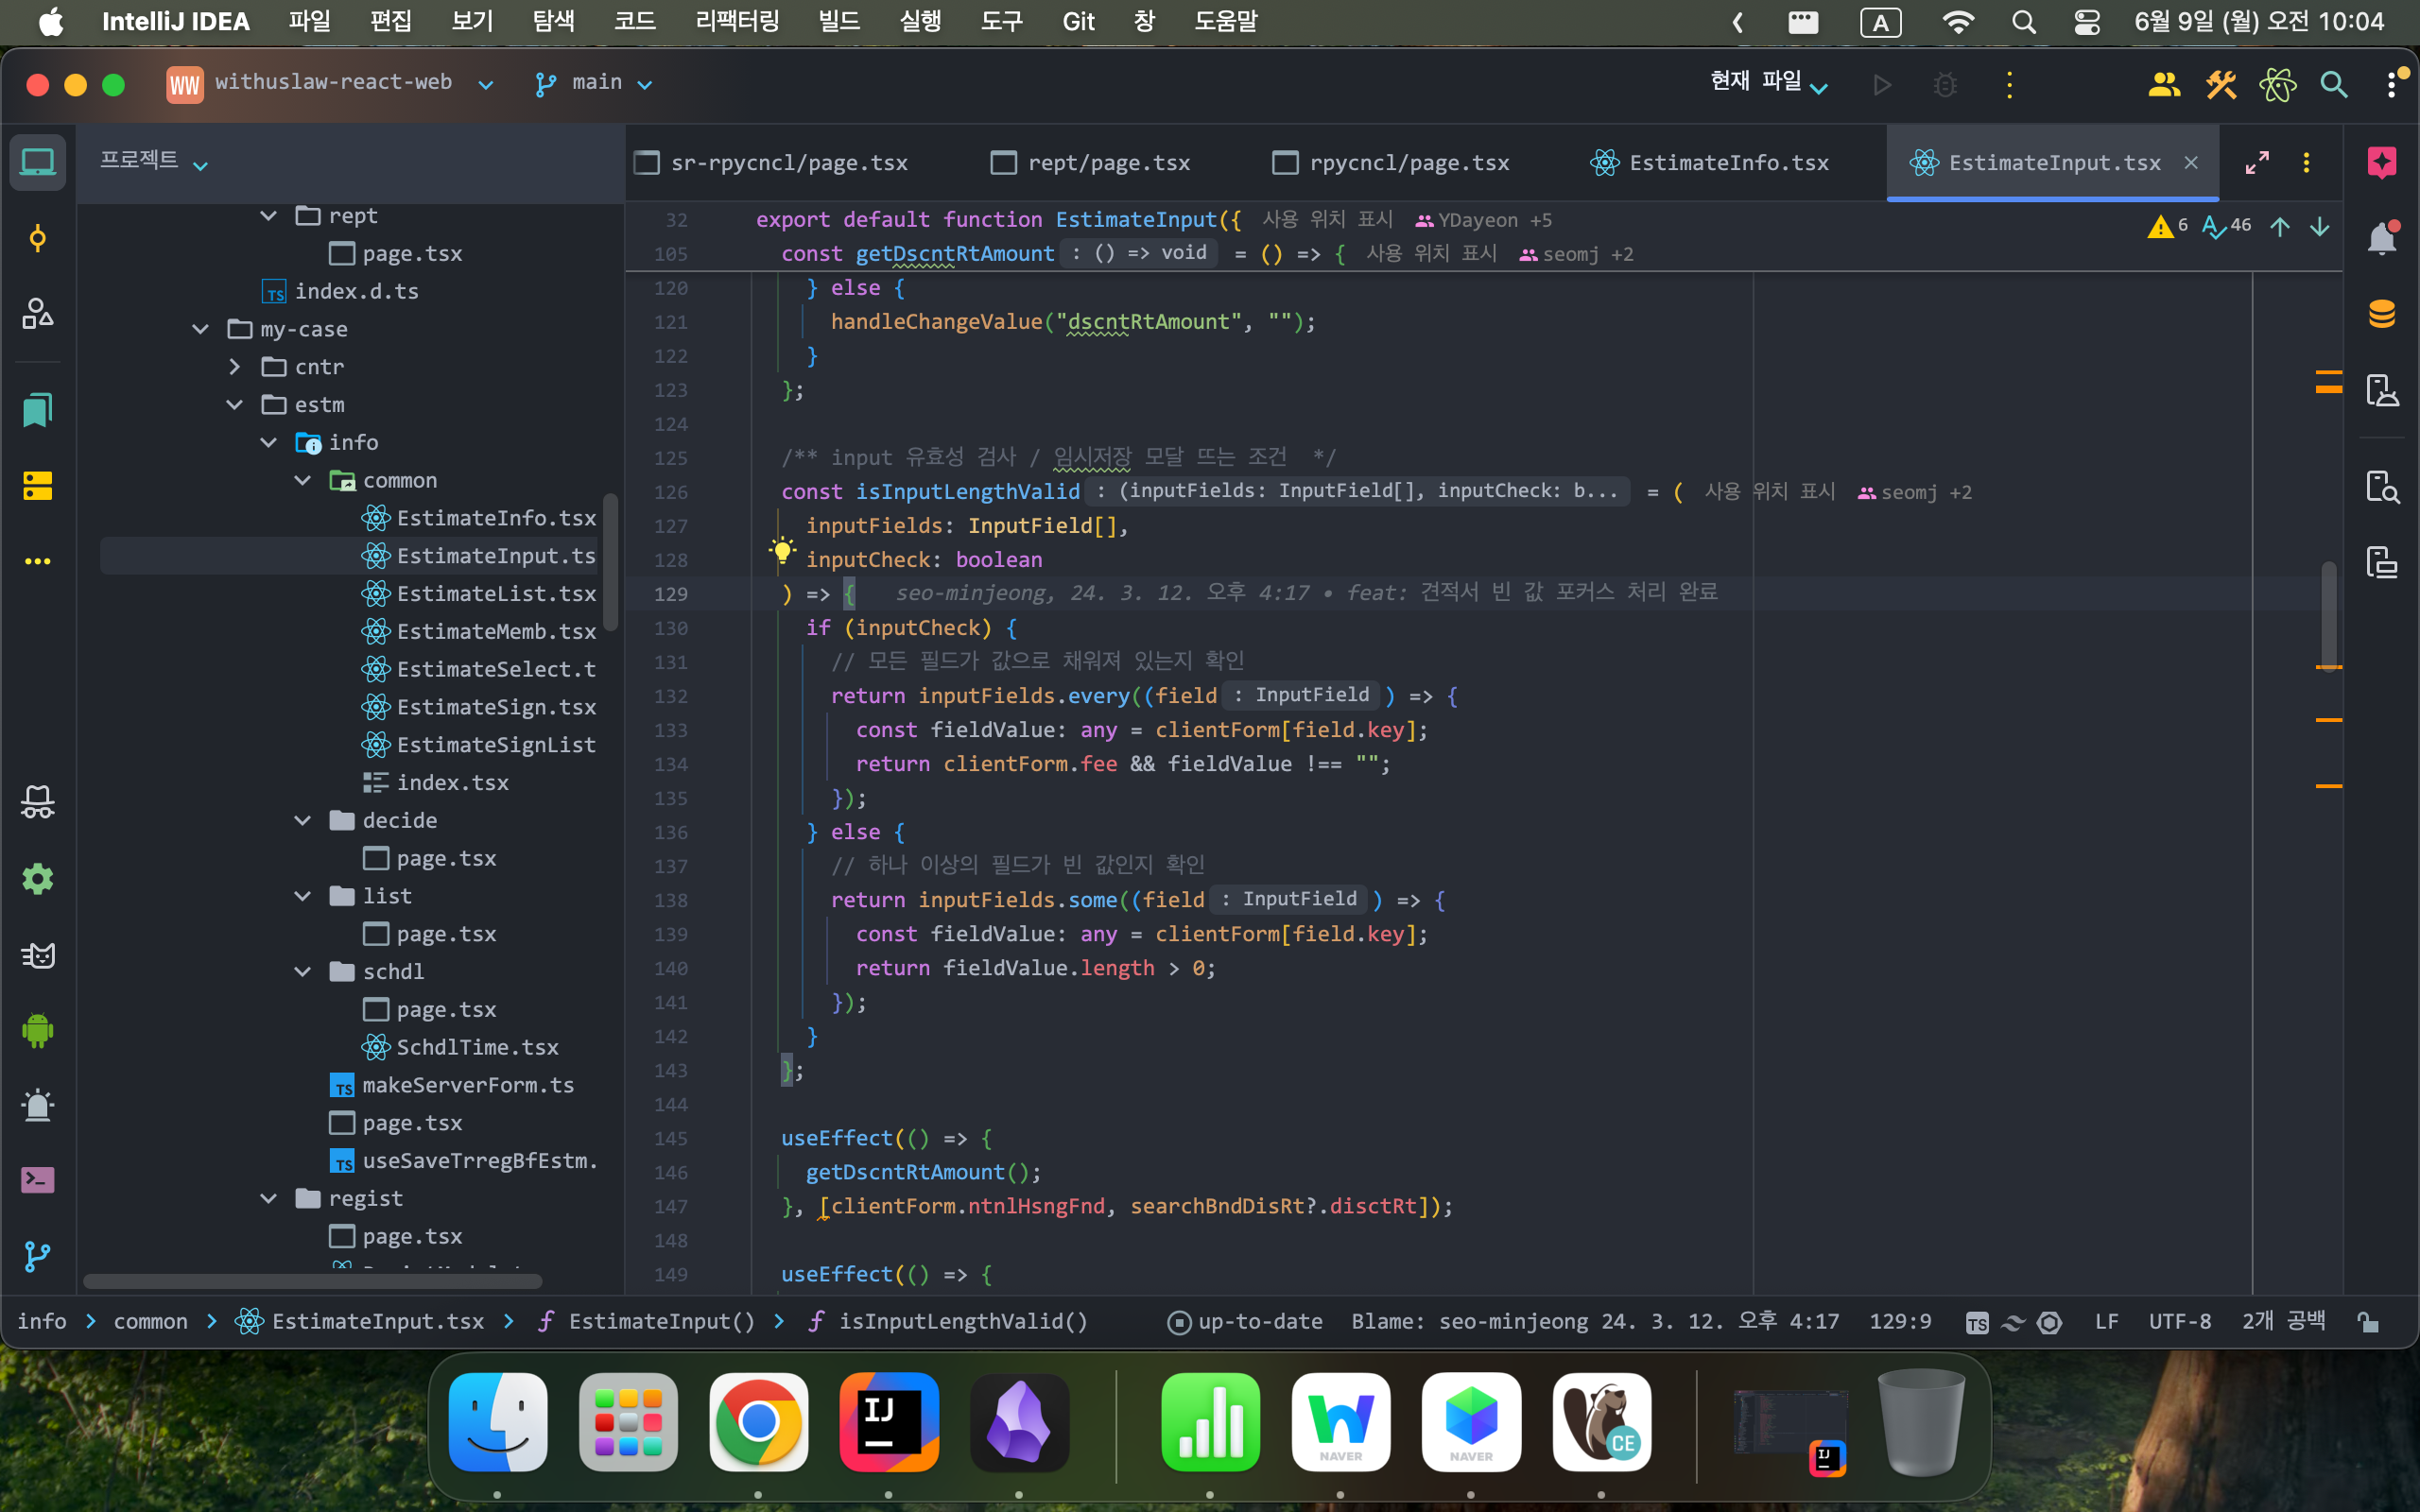 IntelliJ IDEA 파일 편집 보기 탐색 코드 리팩터링 빌드 실행 도구 Git 창 도움말 A 6월 9일 (월) 오전 10:04
WW withuslaw-react-web main 현재 파일
프로젝트
sr-rpycncl/page.tsx rept/page.tsx rpycncl/page.tsx EstimateInfo.tsx EstimateInput.tsx
rept
page.tsx
index.d.ts
my-case
cntr
estm
info
common
EstimateInfo.tsx
EstimateInput.ts
EstimateList.tsx
EstimateMemb.tsx
EstimateSelect.t
EstimateSign.tsx
EstimateSignList
index.tsx
decide
page.tsx
list
page.tsx
schdl
page.tsx
SchdlTime.tsx
makeServerForm.ts
page.tsx
useSaveTrregBfEstm.
regist
page.tsx
32 export default function EstimateInput({ 사용 위치 표시 YDayeon +5
6 46
105 const getDscntRtAmount : () => void = () => { 사용 위치 표시 seomj +2
120 } else {
121 handleChangeValue("dscntRtAmount", "");
122 }
123 };
124
125 /** input 유효성 검사 / 임시저장 모달 뜨는 조건 */
126 const isInputLengthValid : (inputFields: InputField[], inputCheck: b... = ( 사용 위치 표시 seomj +2
127 inputFields: InputField[],
128 inputCheck: boolean
129 ) => { seo-minjeong, 24. 3. 12. 오후 4:17 • feat: 견적서 빈 값 포커스 처리 완료
130 if (inputCheck) {
131 // 모든 필드가 값으로 채워져 있는지 확인
132 return inputFields.every((field : InputField ) => {
133 const fieldValue: any = clientForm[field.key];
134 return clientForm.fee && fieldValue !== "";
135 });
136 } else {
137 // 하나 이상의 필드가 빈 값인지 확인
138 return inputFields.some((field : InputField ) => {
139 const fieldValue: any = clientForm[field.key];
140 return fieldValue.length > 0;
141 });
142 }
143 };
144
145 useEffect(() => {
146 getDscntRtAmount();
147 }, [clientForm.ntnlHsngFnd, searchBndDisRt?.disctRt]);
148
149 useEffect(() => {
info > common > EstimateInput.tsx > EstimateInput() > isInputLengthValid() up-to-date Blame: seo-minjeong 24. 3. 12. 오후 4:17 129:9 TS LF UTF-8 2개 공백
IJ NAVER NAVER CE IJ